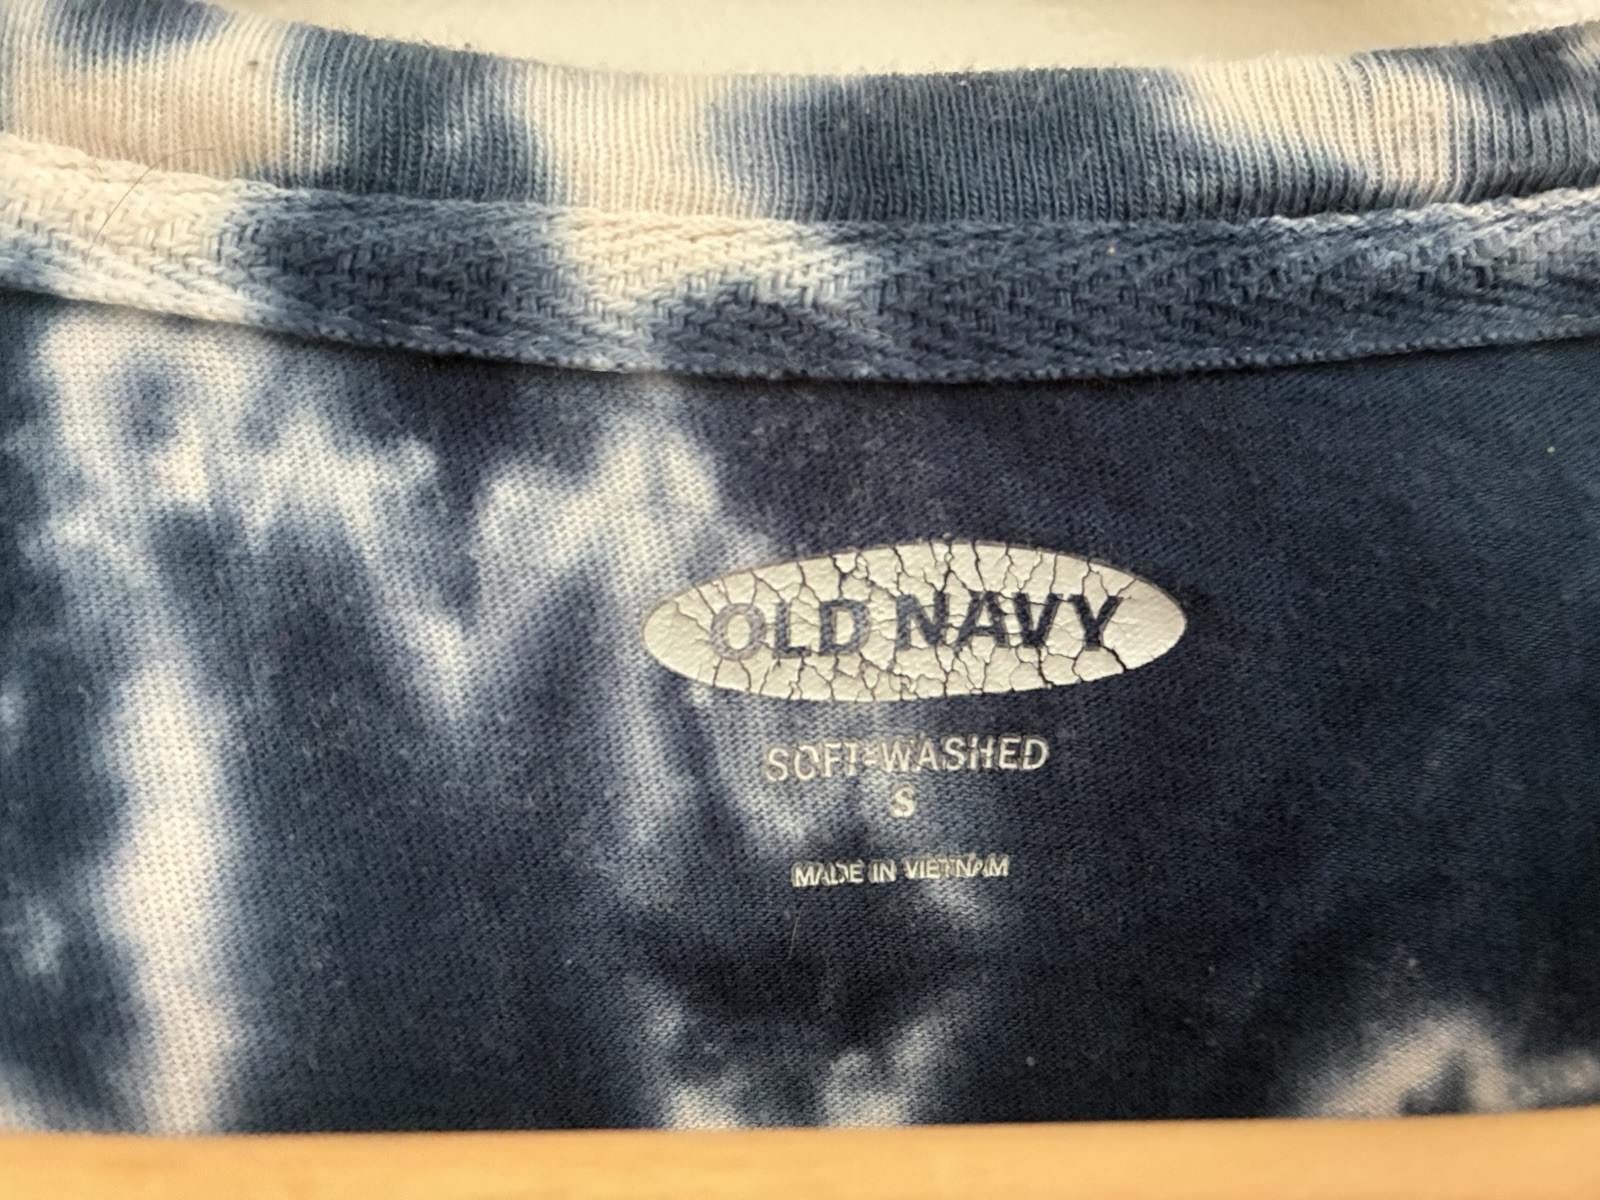 OLD NAVY
SOFT-WASHED
S
MADE IN VIETNAM